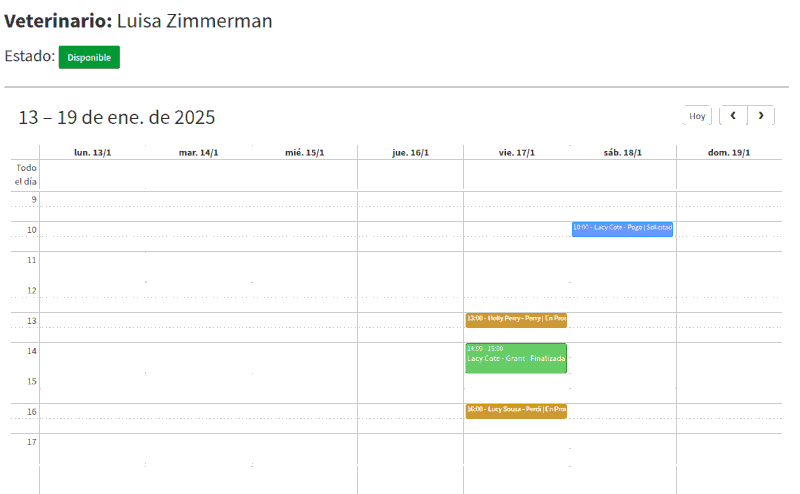 Veterinario: Luisa Zimmerman
Estado: Disponible
13 – 19 de ene. de 2025
Hoy
lun. 13/1 mar. 14/1 mié. 15/1 jue. 16/1 vie. 17/1 sáb. 18/1 dom. 19/1
Todo
el día
9
10
10:00 - Lacy Cote - Pogo | Solicitad
11
12
13
13:00 - Holly Perry - Perry | En Proc
14
14:00 - 15:00
Lacy Cote - Grant | Finalizada
15
16
16:00 - Lucy Sousa - Perdi | En Proc
17